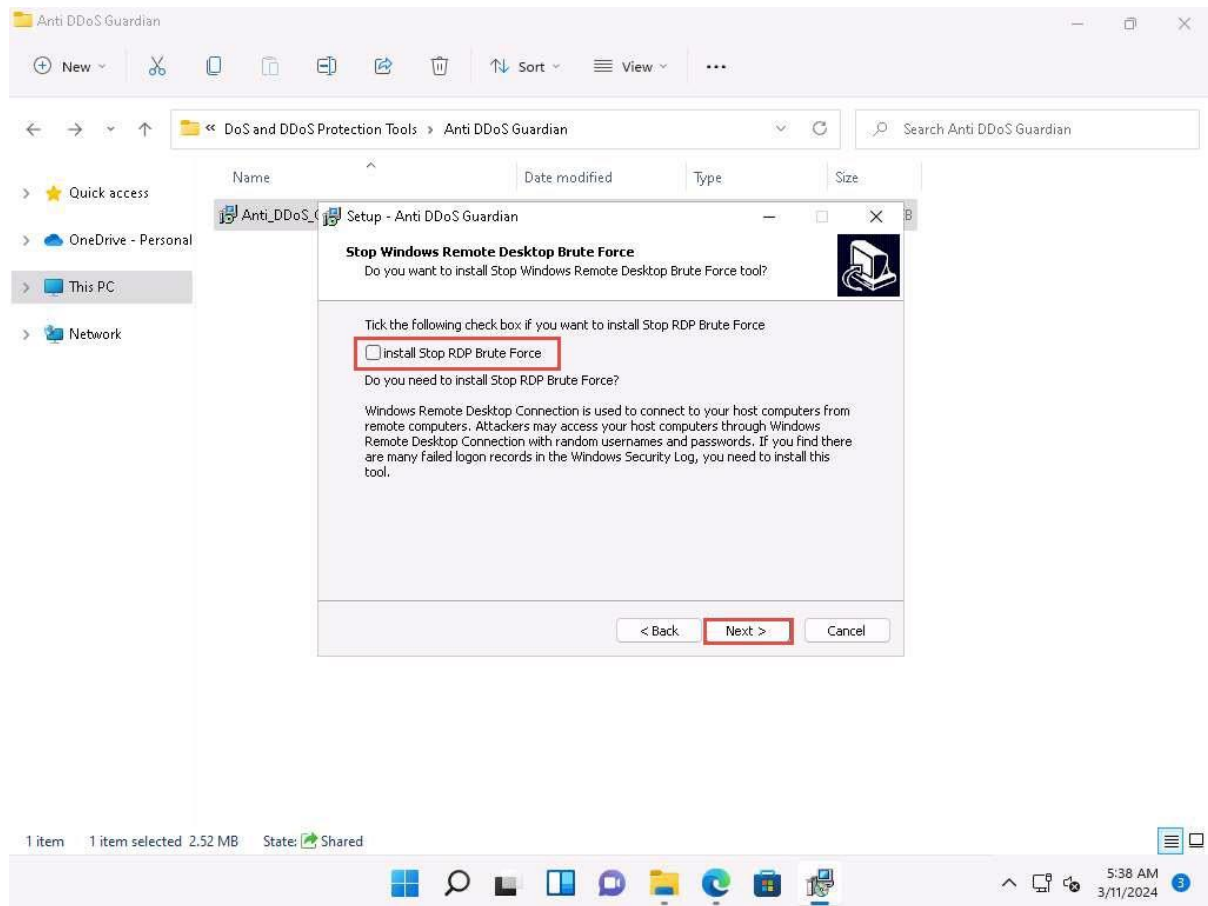 Anti DDoS Guardian
New
Sort
View
« DoS and DDoS Protection Tools > Anti DDoS Guardian
Search Anti DDoS Guardian
Name Date modified Type Size
Quick access
OneDrive - Personal
This PC
Network
Anti_DDoS_
B
Setup - Anti DDoS Guardian
Stop Windows Remote Desktop Brute Force
Do you want to install Stop Windows Remote Desktop Brute Force tool?
Tick the following check box if you want to install Stop RDP Brute Force
install Stop RDP Brute Force
Do you need to install Stop RDP Brute Force?
Windows Remote Desktop Connection is used to connect to your host computers from
remote computers. Attackers may access your host computers through Windows
Remote Desktop Connection with random usernames and passwords. If you find there
are many failed logon records in the Windows Security Log, you need to install this
tool.
< Back Next > Cancel
1 item 1 item selected 2.52 MB State: Shared
5:38 AM
3/11/2024
3